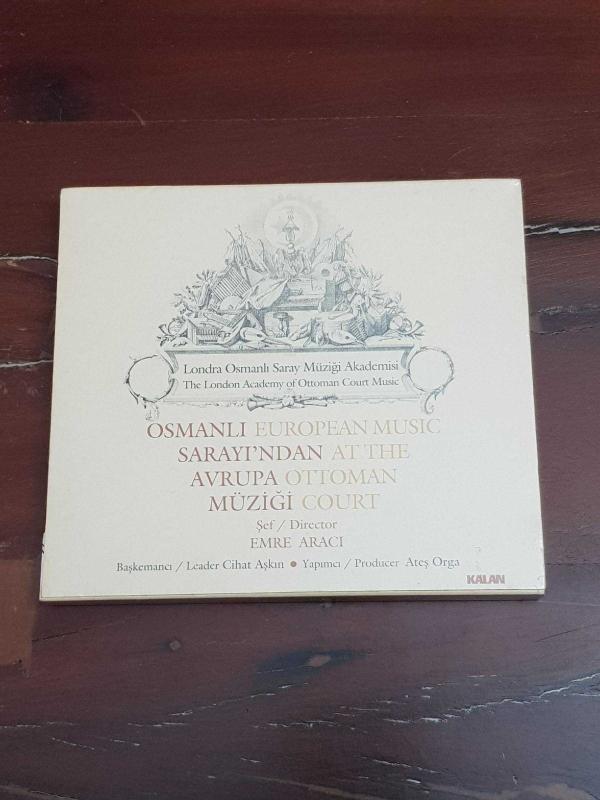 Londra Osmanlı Saray Müziği Akademisi
The London Academy of Ottoman Court Music
OSMANLI EUROPEAN MUSIC
SARAYI'NDAN AT THE
AVRUPA OTTOMAN
MÜZİĞİ COURT
Şef / Director
EMRE ARACI
Başkemancı / Leader Cihat Aşkın • Yapımcı / Producer Ateş Orga
KALAN